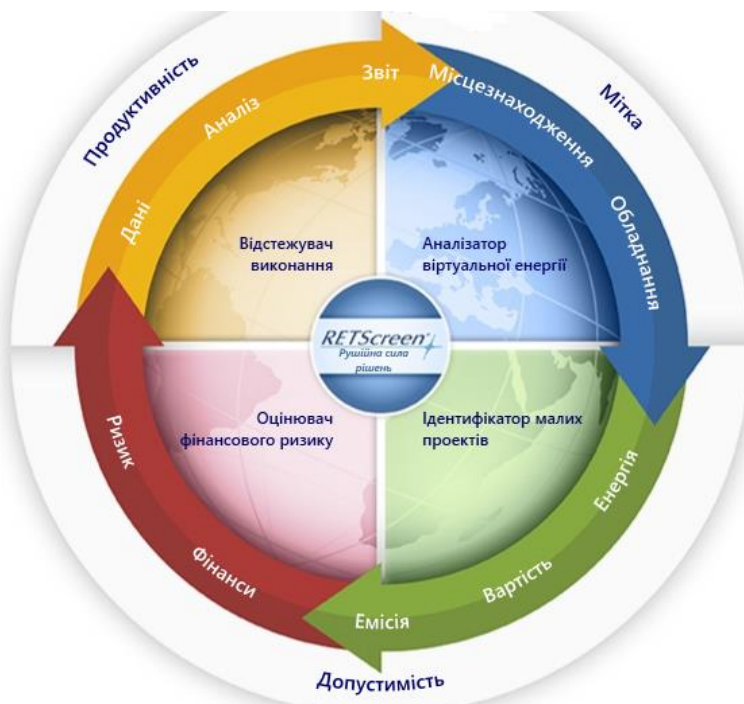 Продуктивність
Мітка
Звіт
Аналіз
Дані
Місцезнаходження
Обладнання
Відстежувач
виконання
Аналізатор
віртуальної енергії
RETScreen
Рушійна сила
рішень
Оцінювач
фінансового ризику
Ідентифікатор малих
проектів
Ризик
Фінанси
Емісія
Вартість
Енергія
Допустимість